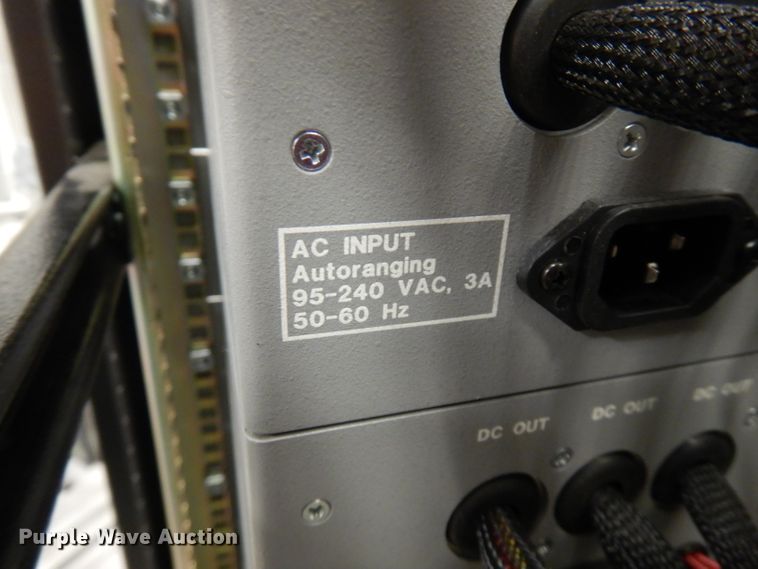 AC INPUT
Autoranging
95-240 VAC, 3A
50-60 Hz
DC OUT
DC OUT
DC OUT
Purple Wave Auction